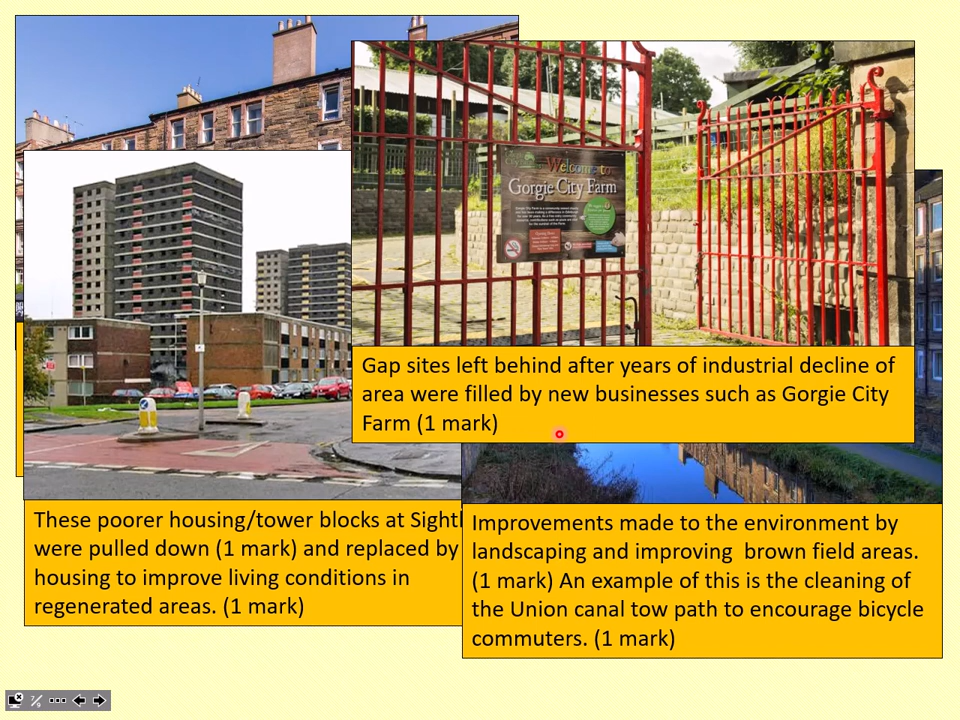 Welcome to
Gorgie City Farm
Gap sites left behind after years of industrial decline of
area were filled by new businesses such as Gorgie City
Farm (1 mark)
These poorer housing/tower blocks at
were pulled down (1 mark) and replaced by
housing to improve living conditions in
regenerated areas. (1 mark)
Improvements made to the environment by
landscaping and improving  brown field areas.
(1 mark) An example of this is the cleaning of
the Union canal tow path to encourage bicycle
commuters. (1 mark)